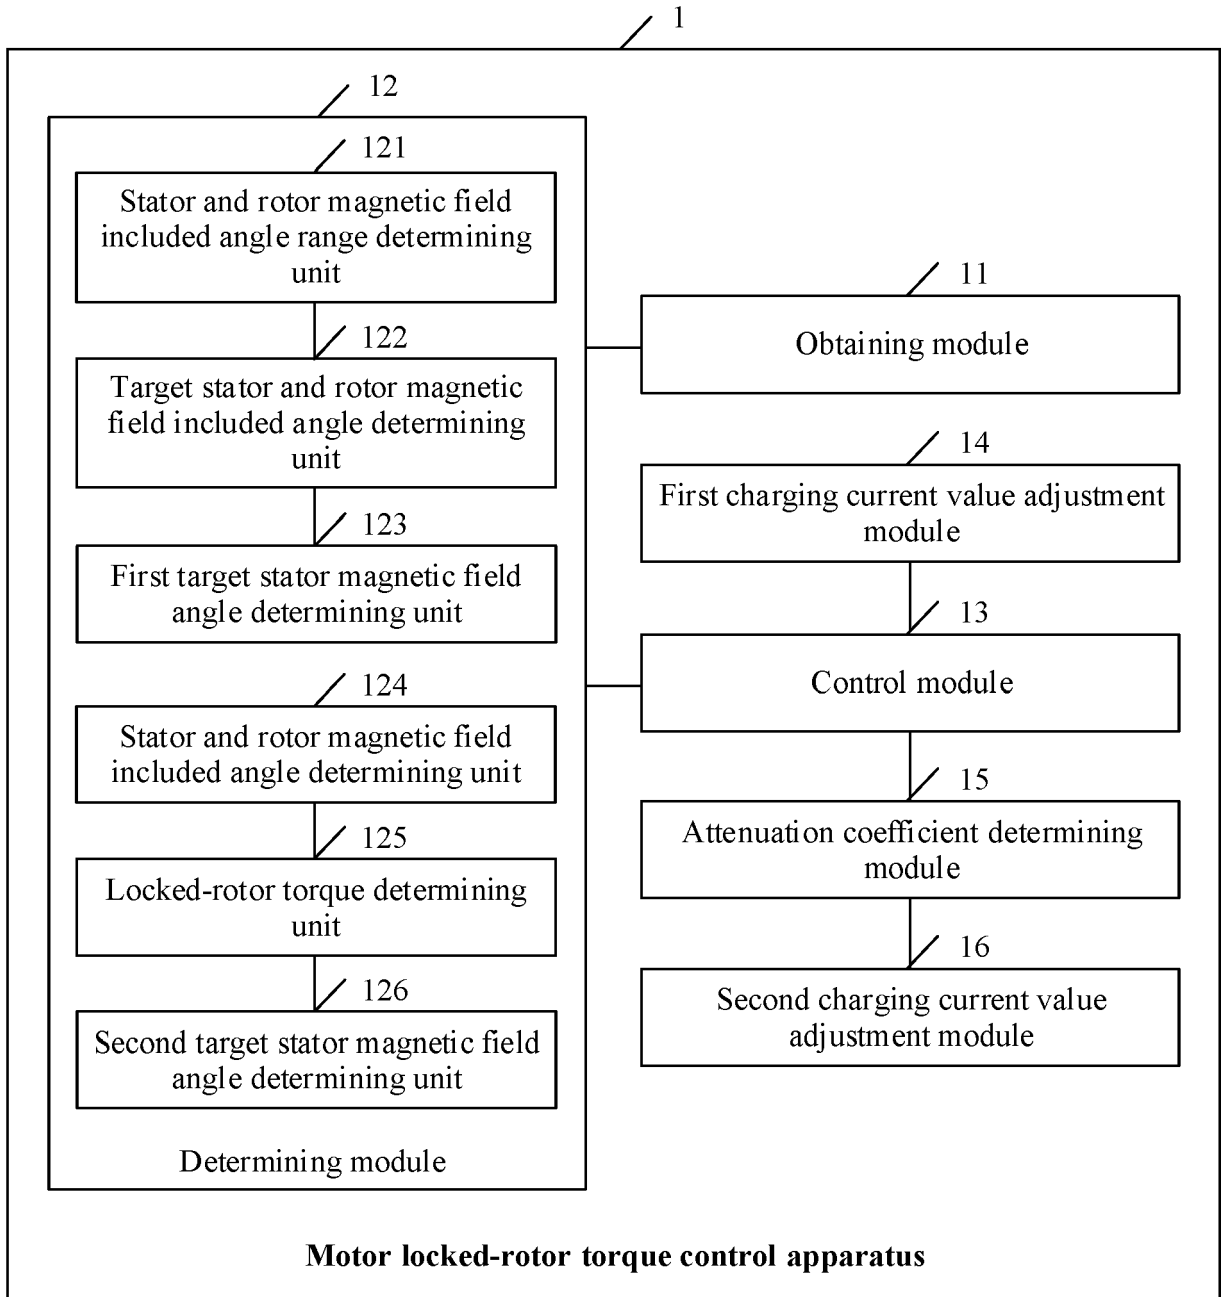 1
12
121
Stator and rotor magnetic field
included angle range determining
unit
122
Target stator and rotor magnetic
field included angle determining
unit
123
First target stator magnetic field
angle determining unit
124
Stator and rotor magnetic field
included angle determining unit
125
Locked-rotor torque determining
unit
126
Second target stator magnetic field
angle determining unit
Determining module
11
Obtaining module
14
First charging current value adjustment
module
13
Control module
15
Attenuation coefficient determining
module
16
Second charging current value
adjustment module
Motor locked-rotor torque control apparatus